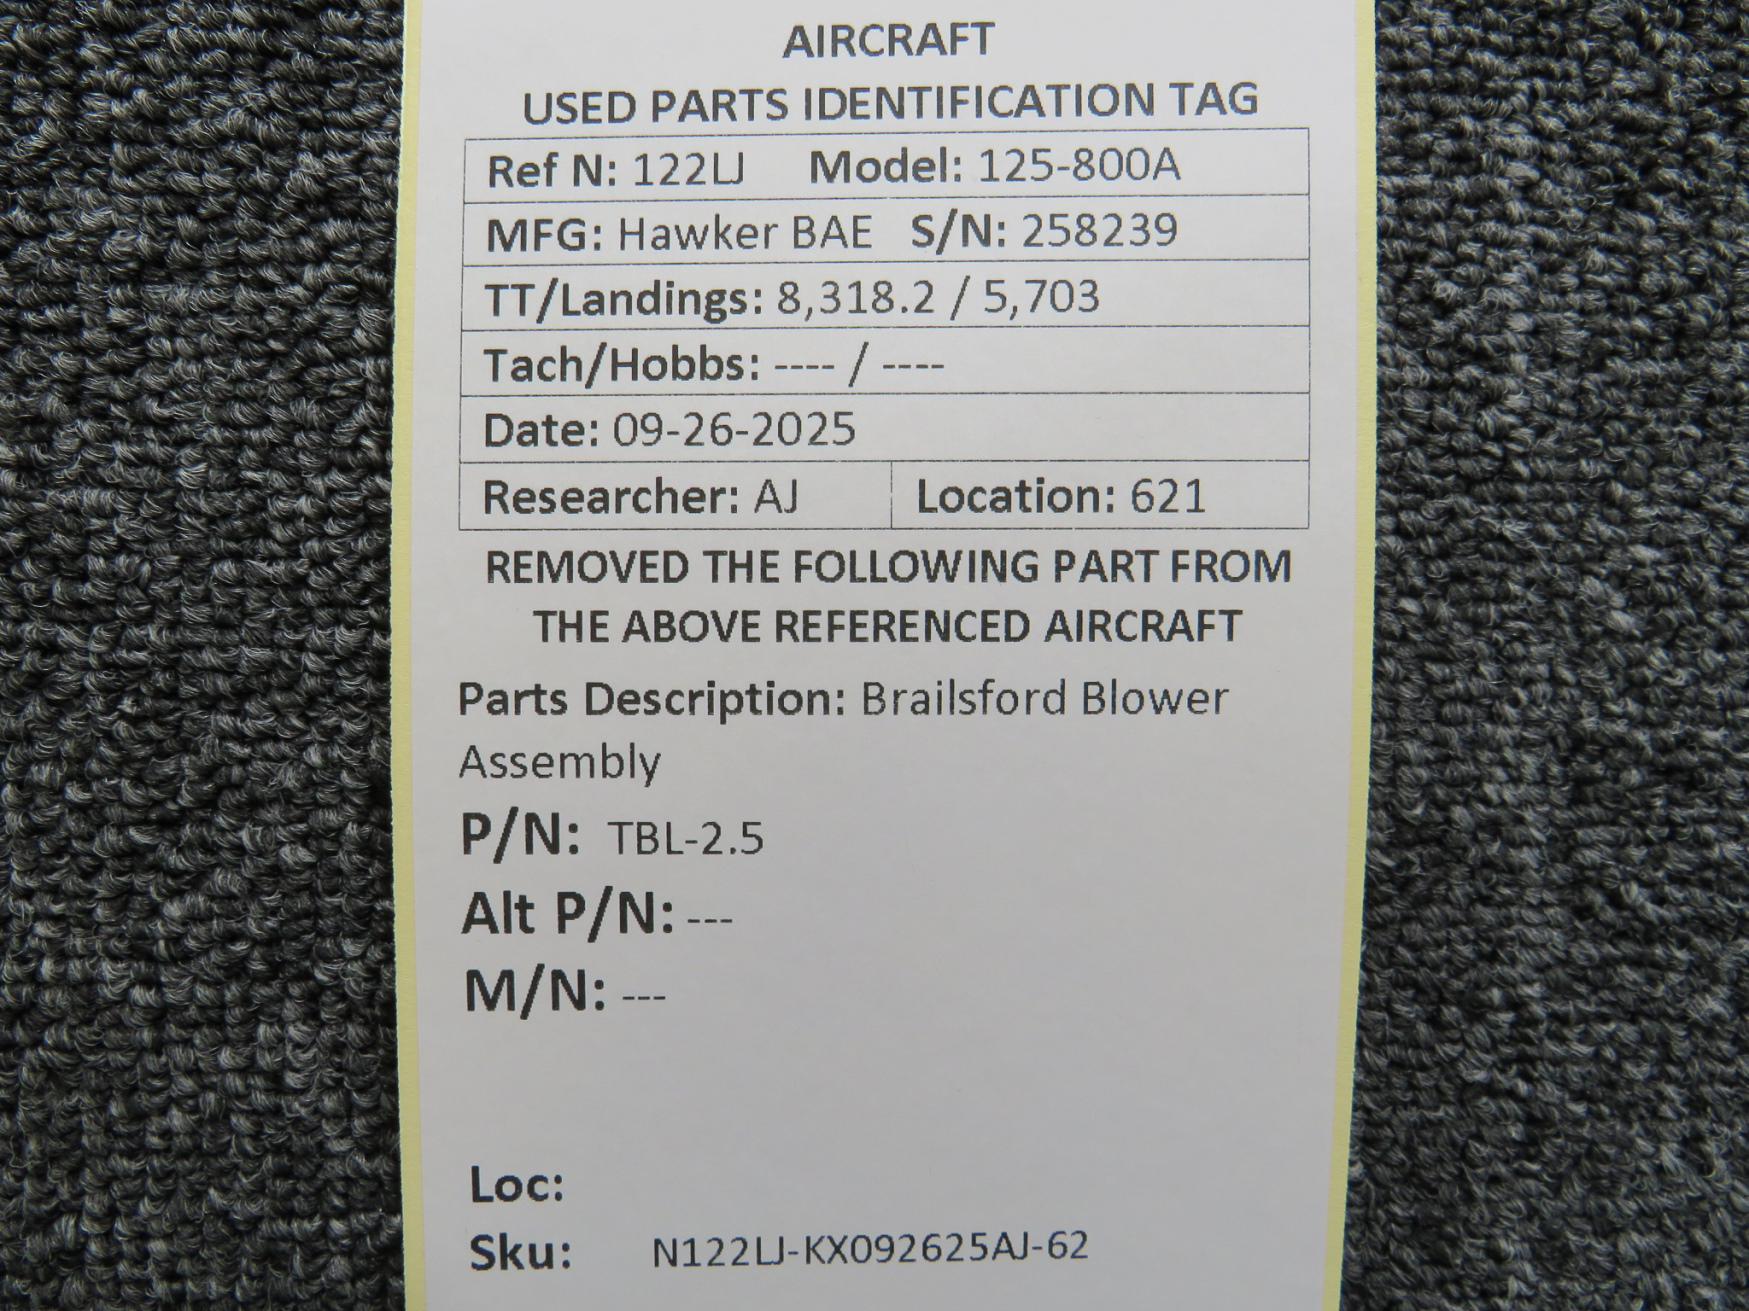 AIRCRAFT
USED PARTS IDENTIFICATION TAG
Ref N: 122LJ Model: 125-800A
MFG: Hawker BAE S/N: 258239
TT/Landings: 8,318.2 / 5,703
Tach/Hobbs: ---- / ----
Date: 09-26-2025
Researcher: AJ Location: 621
REMOVED THE FOLLOWING PART FROM
THE ABOVE REFERENCED AIRCRAFT
Parts Description: Brailsford Blower
Assembly
P/N: TBL-2.5
Alt P/N: ---
M/N: ---
Loc:
Sku: N122LJ-KX092625AJ-62